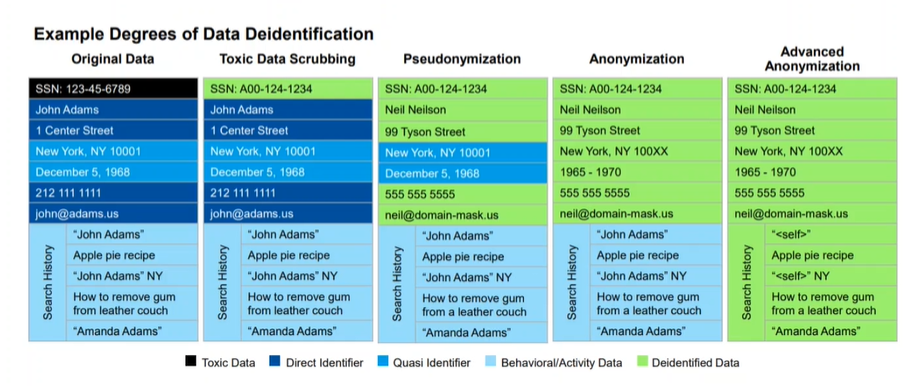 Example Degrees of Data Deidentification
Original Data
Toxic Data Scrubbing
Pseudonymization
Anonymization
Advanced
Anonymization
SSN: 123-45-6789
John Adams
1 Center Street
New York, NY 10001
December 5, 1968
212 111 1111
john@adams.us
Search History
"John Adams"
Apple pie recipe
"John Adams" NY
How to remove gum
from leather couch
"Amanda Adams"
SSN: A00-124-1234
John Adams
1 Center Street
New York, NY 10001
December 5, 1968
212 111 1111
john@adams.us
Search History
"John Adams"
Apple pie recipe
"John Adams" NY
How to remove gum
from leather couch
"Amanda Adams"
SSN: A00-124-1234
Neil Neilson
99 Tyson Street
New York, NY 10001
December 5, 1968
555 555 5555
neil@domain-mask.us
Search History
"John Adams"
Apple pie recipe
"John Adams" NY
How to remove gum
from a leather couch
"Amanda Adams"
SSN: A00-124-1234
Neil Neilson
99 Tyson Street
New York, NY 100XX
1965 - 1970
555 555 5555
neil@domain-mask.us
Search History
"John Adams"
Apple pie recipe
"John Adams" NY
How to remove gum
from a leather couch
"Amanda Adams"
SSN: A00-124-1234
Neil Neilson
99 Tyson Street
New York, NY 100XX
1965 - 1970
555 555 5555
neil@domain-mask.us
Search History
"<self>"
Apple pie recipe
"<self>" NY
How to remove gum
from a leather couch
"Amanda Adams"
Toxic Data
Direct Identifier
Quasi Identifier
Behavioral/Activity Data
Deidentified Data